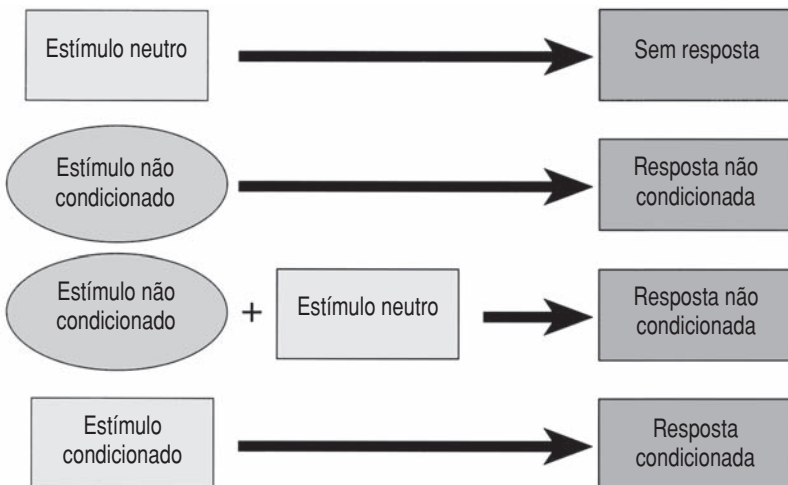 Estímulo neutro
Sem resposta
Estímulo não
condicionado
Resposta não
condicionada
Estímulo não
condicionado
+
Estímulo neutro
Resposta não
condicionada
Estímulo
condicionado
Resposta
condicionada